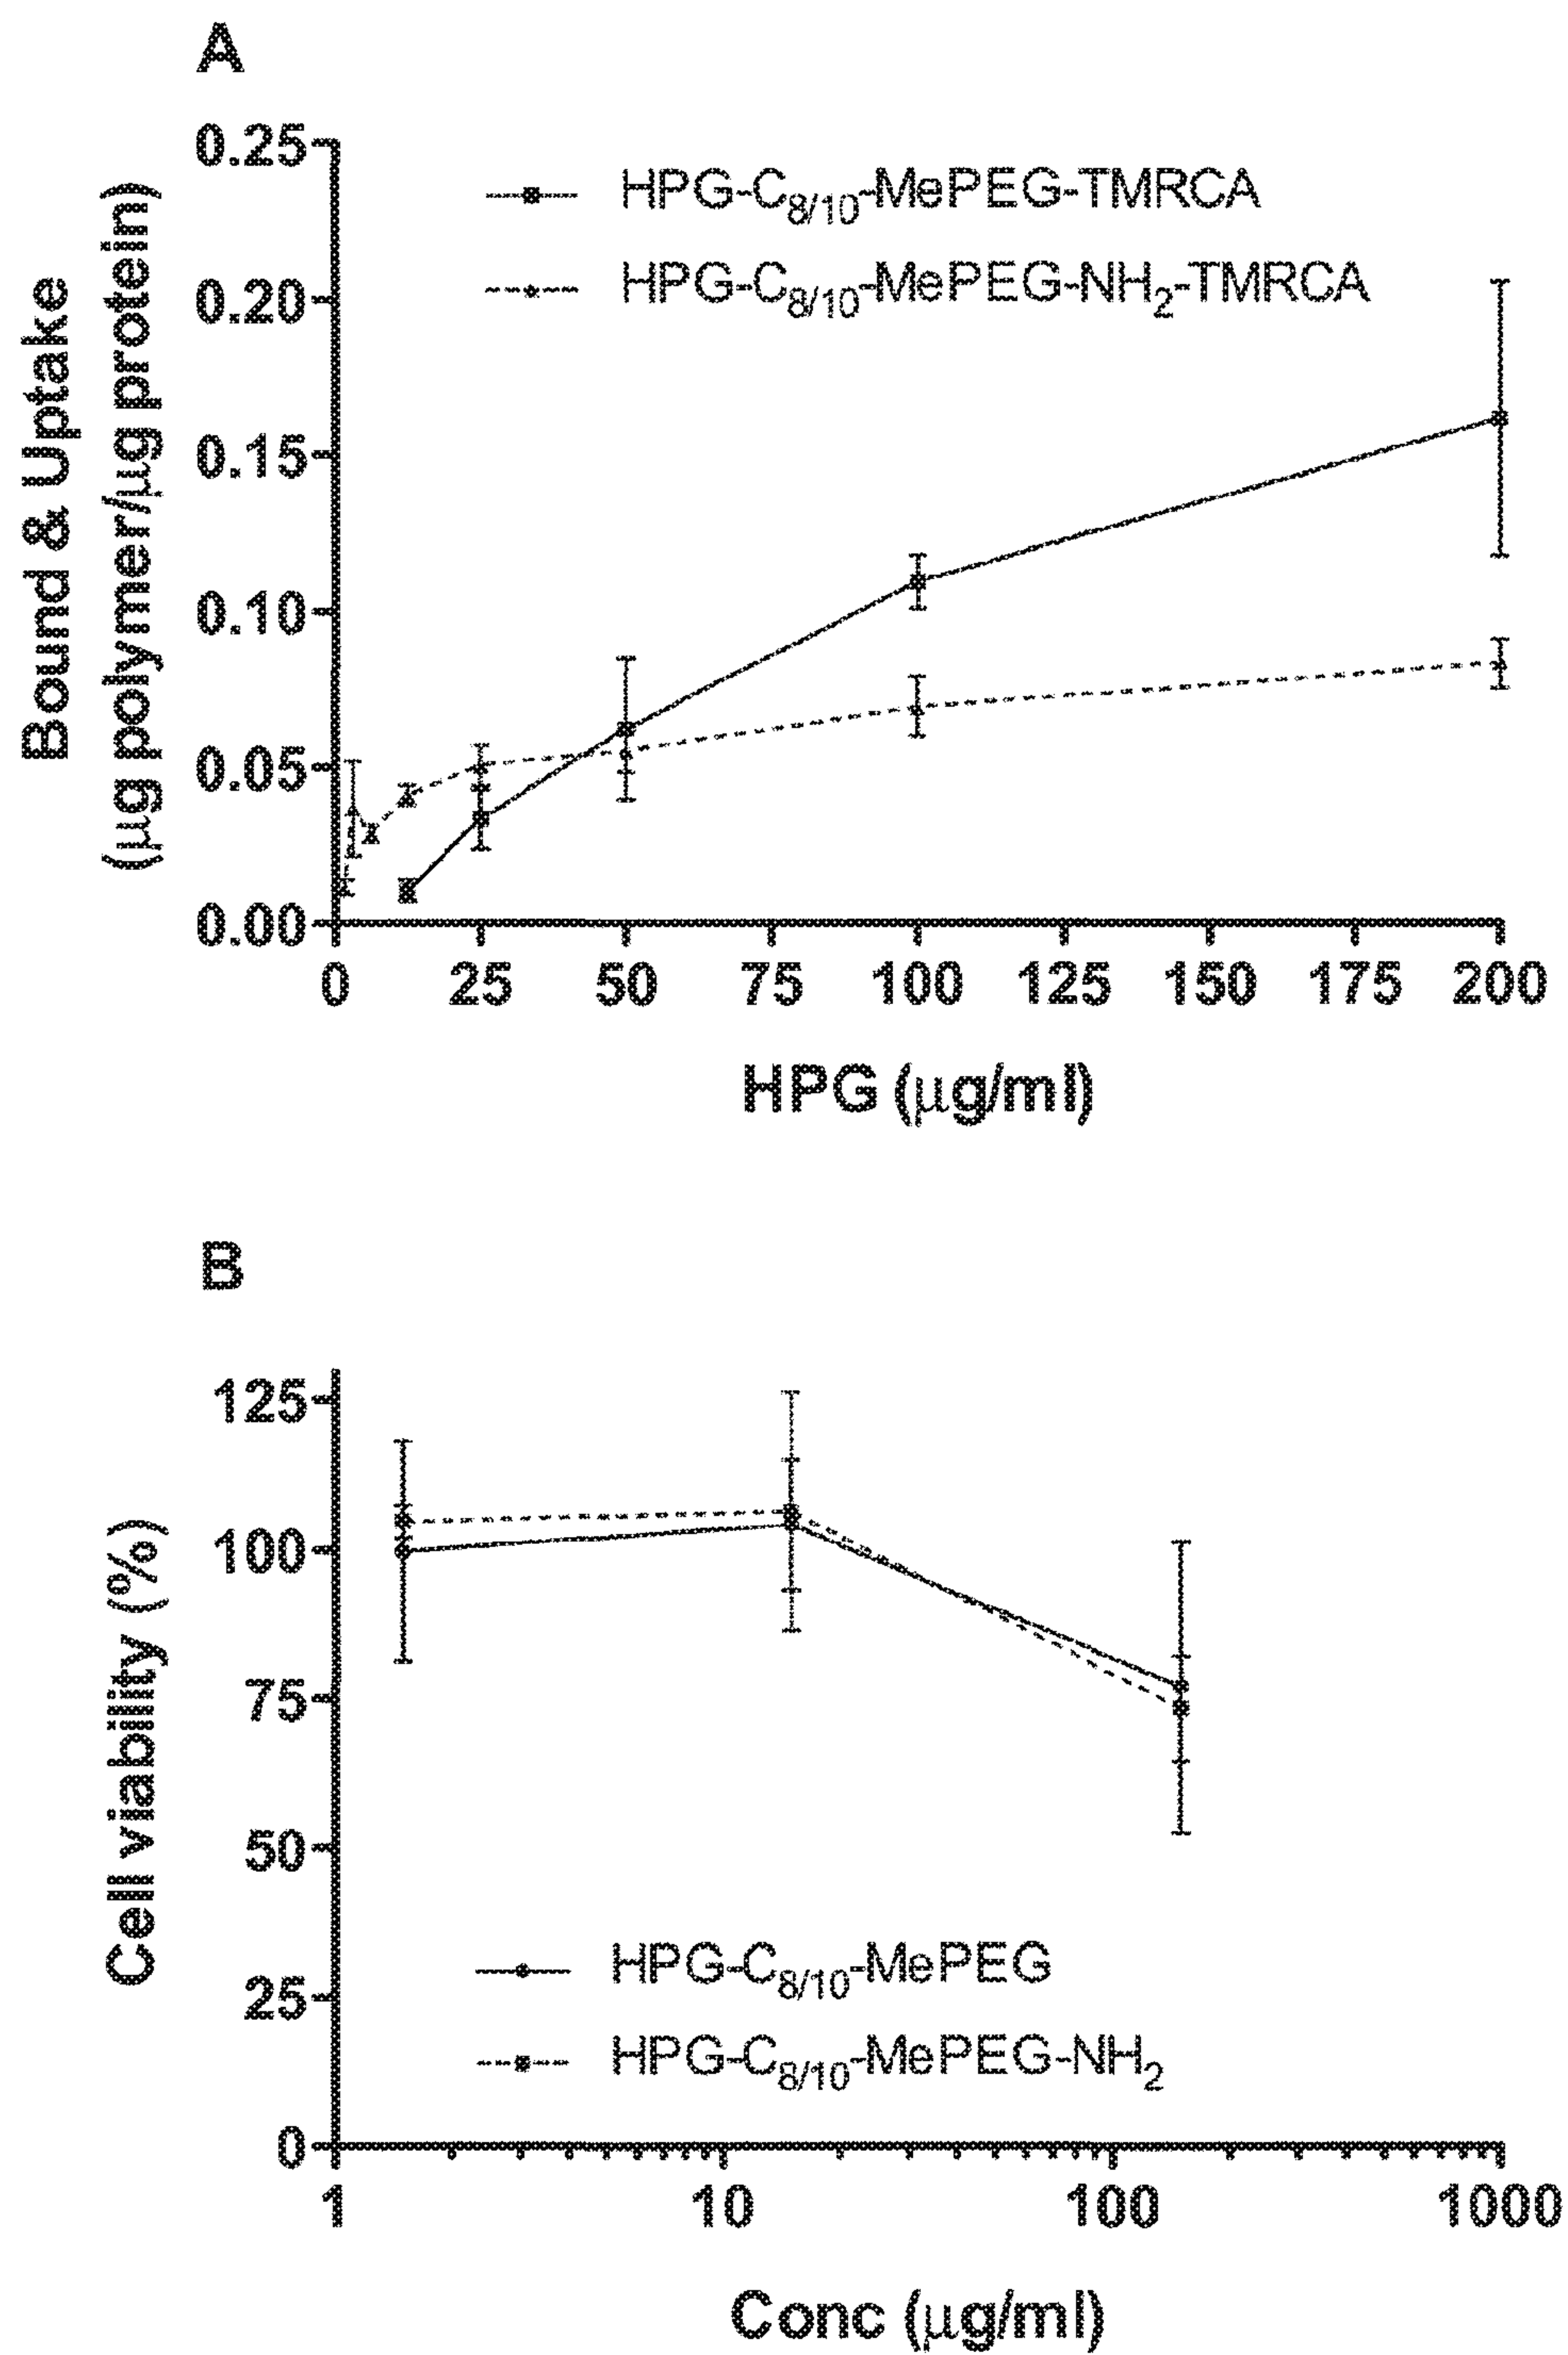 A
Bound & Uptake
(µg polymer/µg protein)
0.25
0.20
0.15
0.10
0.05
0.00
HPG-C8/10-MePEG-TMRCA
HPG-C8/10-MePEG-NH2-TMRCA
0 25 50 75 100 125 150 175 200
HPG (µg/ml)
B
Cell viability (%)
125
100
75
50
25
0
HPG-C8/10-MePEG
HPG-C8/10-MePEG-NH2
1 10 100 1000
Conc (µg/ml)